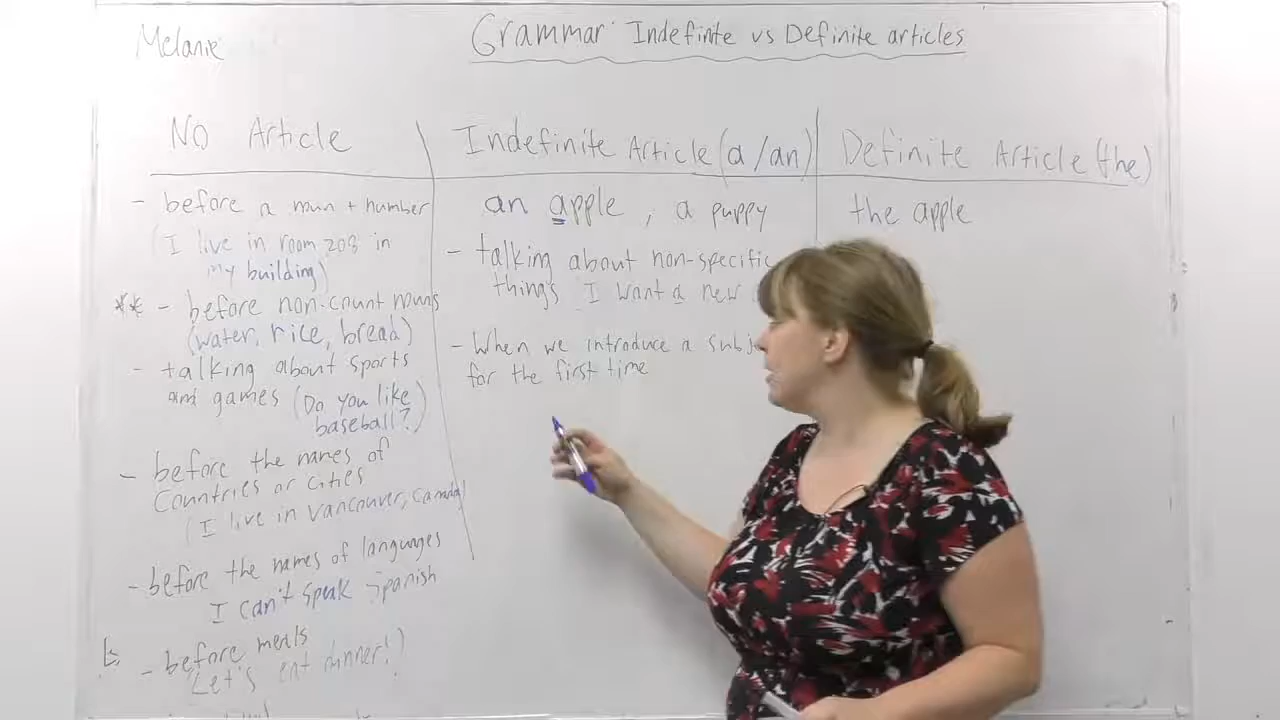 Melanie
Grammar: Indefinite vs Definite articles
No Article
- before a noun + number
(I live in room 203 in
my building)
** - before non-count nouns
(water, rice, bread)
- talking about sports
and games (Do you like
baseball?)
- before the names of
Countries or Cities
(I live in Vancouver, Canada)
- before the names of languages
I can't speak Spanish
- before meals
Let's eat dinner!)
Indefinite Article (a/an)
an apple, a puppy
- talking about non-specific
things I want a new
- When we introduce a
for the first time
Definite Article (the)
the apple